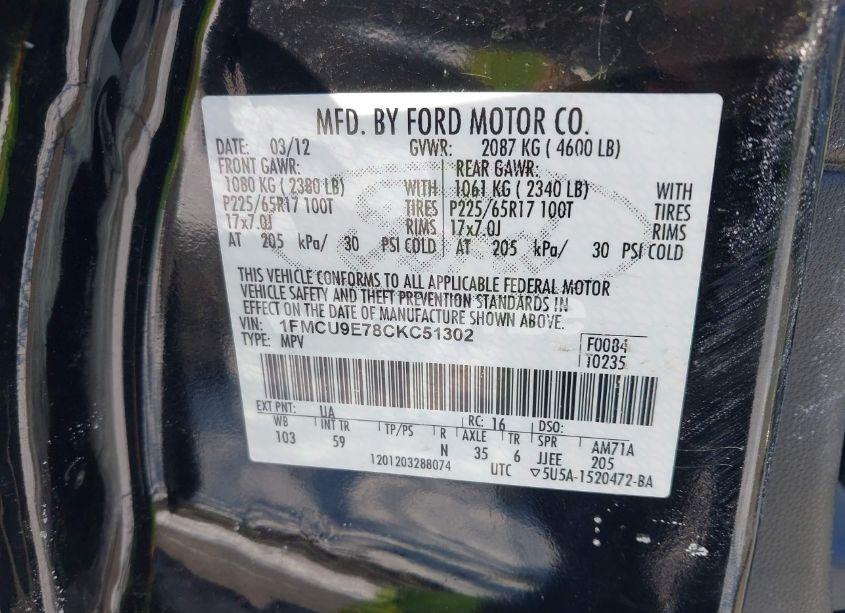 MFD. BY FORD MOTOR CO.
DATE: 03/12 GVWR: 2087 KG ( 4600 LB)
FRONT GAWR: REAR GAWR:
1080 KG ( 2380 LB) WITH 1061 KG ( 2340 LB) WITH
P225/65R17 100T TIRES P225/65R17 100T TIRES
17x7.0J RIMS 17x7.0J RIMS
AT 205 kPa/ 30 PSI COLD AT 205 kPa/ 30 PSI COLD
THIS VEHICLE CONFORMS TO ALL APPLICABLE FEDERAL MOTOR
VEHICLE SAFETY AND THEFT PREVENTION STANDARDS IN
EFFECT ON THE DATE OF MANUFACTURE SHOWN ABOVE.
VIN: 1FMCU9E78CKC51302
TYPE: MPV
F0084
10235
EXT PNT: UA RC: 16 DSO:
WB INT TR TP/PS R AXLE TR SPR AM71A
103 59 N 35 6 JJEE 205
1201203288074 UTC ▽5U5A-1520472-BA